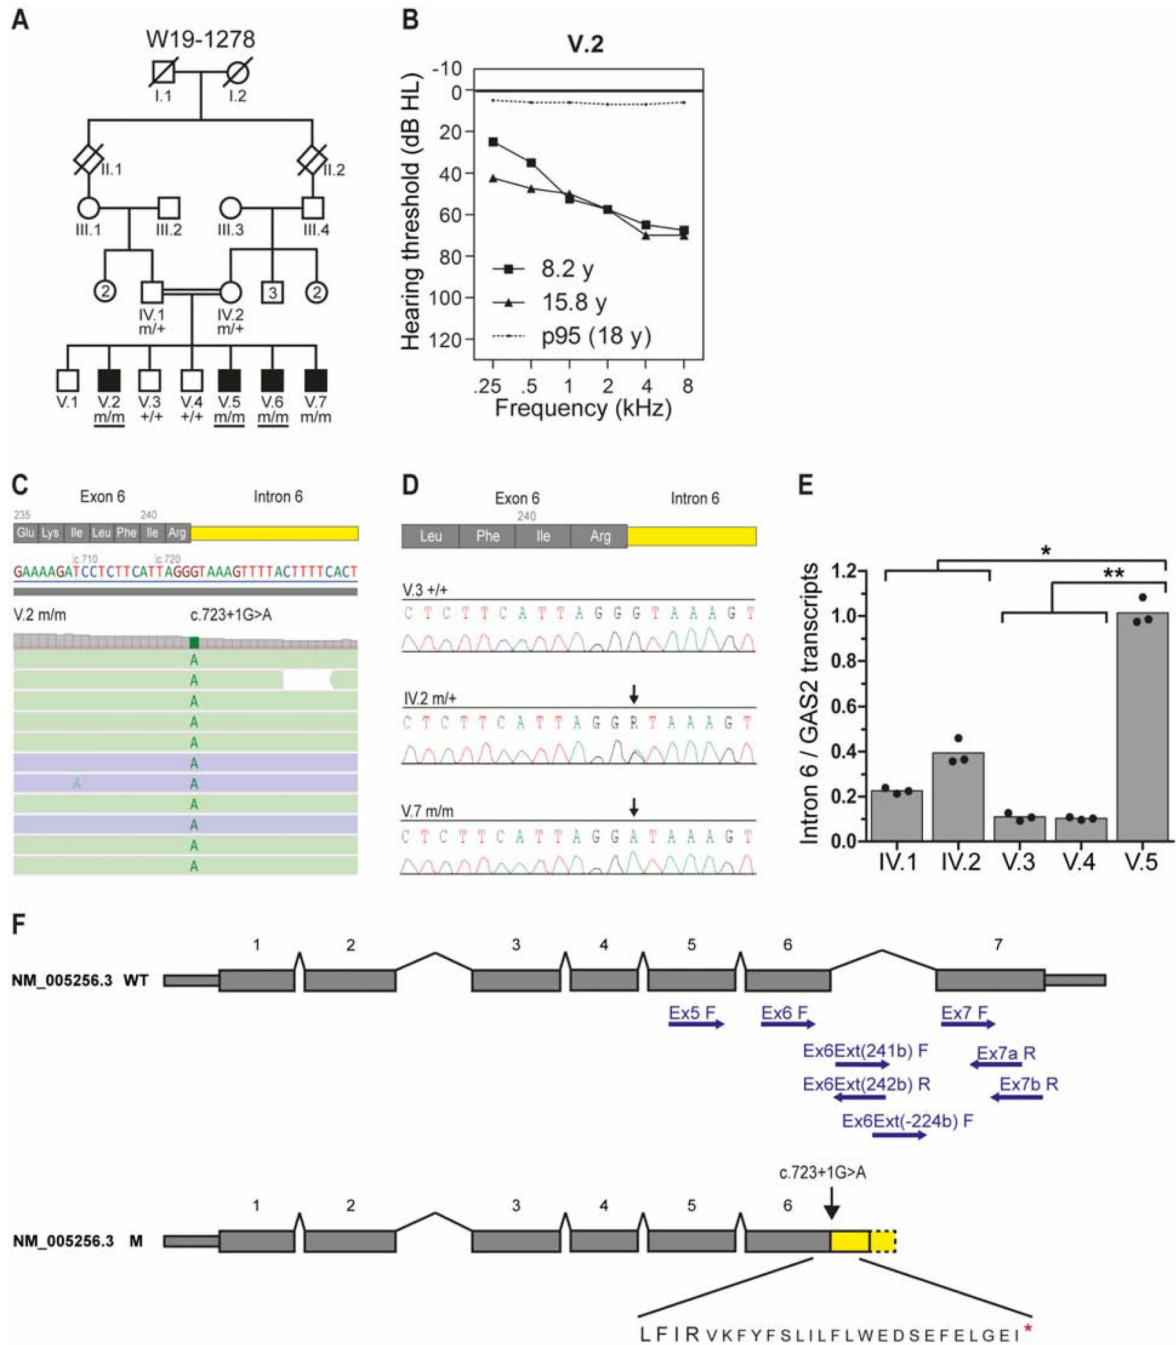 A
W19-1278
I.1
I.2
II.1
II.2
III.1
III.2
III.3
III.4
2
IV.1
m/+
IV.2
m/+
3
2
V.1
V.2
m/m
V.3
+/+
V.4
+/+
V.5
m/m
V.6
m/m
V.7
m/m
B
V.2
Hearing threshold (dB HL)
-10
0
20
40
60
80
100
120
8.2 y
15.8 y
p95 (18 y)
.25 .5 1 2 4 8
Frequency (kHz)
C
Exon 6 Intron 6
235 240
Glu Lys Ile Leu Phe Ile Arg
c.710 c.720
GAAAAGATCCTCTTCATTAGGGTAAAGTTTTACTTTTCACT
V.2 m/m c.723+1G>A
A
A
A
A
A
A
A A
A
A
A
A
D
Exon 6 Intron 6
240
Leu Phe Ile Arg
V.3 +/+
C T C T T C A T T A G G G T A A A G T
IV.2 m/+
C T C T T C A T T A G G R T A A A G T
V.7 m/m
C T C T T C A T T A G G A T A A A G T
E
Intron 6 / GAS2 transcripts
1.2
1.0
0.8
0.6
0.4
0.2
0.0
*
**
IV.1 IV.2 V.3 V.4 V.5
F
1 2 3 4 5 6 7
NM_005256.3 WT
Ex5 F Ex6 F Ex7 F
Ex6Ext(241b) F Ex7a R
Ex6Ext(242b) R Ex7b R
Ex6Ext(-224b) F
c.723+1G>A
1 2 3 4 5 6
NM_005256.3 M
LFIRVKFYFSLILFLWEDSEFELGEI*